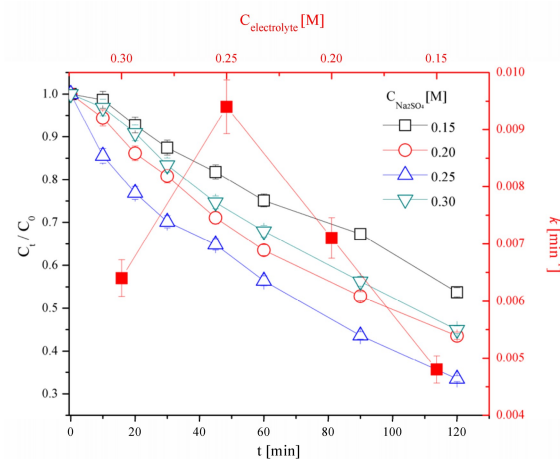 C_electrolyte [M]
0.30 0.25 0.20 0.15
C_Na₂SO₄ [M]
0.15
0.20
0.25
0.30
1.0
0.9
0.8
0.7
0.6
0.5
0.4
0.3
C_t / C_0
0.010
0.009
0.008
0.007
0.006
0.005
0.004
k [min⁻¹]
0 20 40 60 80 100 120
t [min]